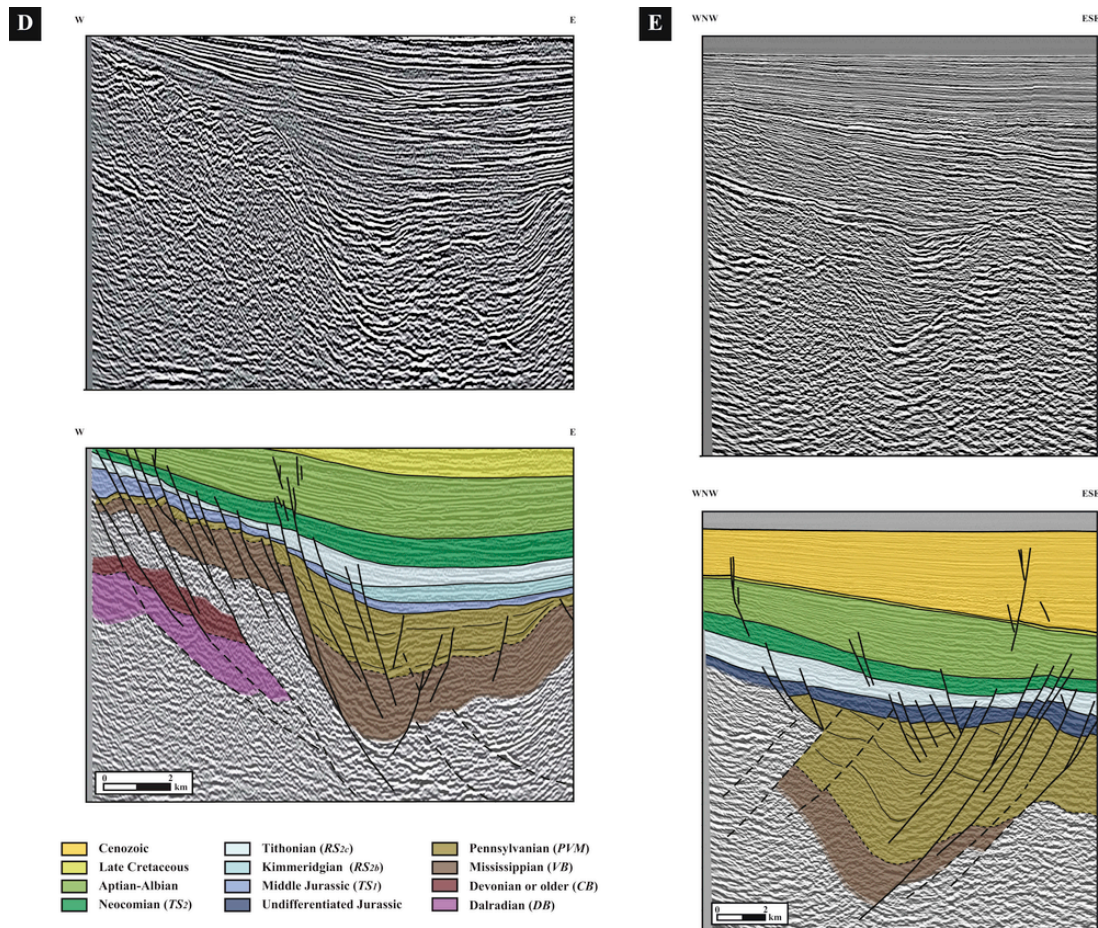 D
W E
E
WNW ESE
W E
WNW ESE
0 2
km
0 2
km
Cenozoic
Late Cretaceous
Aptian-Albian
Neocomian (TS2)
Tithonian (RS2c)
Kimmeridgian (RS2b)
Middle Jurassic (TS1)
Undifferentiated Jurassic
Pennsylvanian (PVM)
Mississippian (VB)
Devonian or older (CB)
Dalradian (DB)